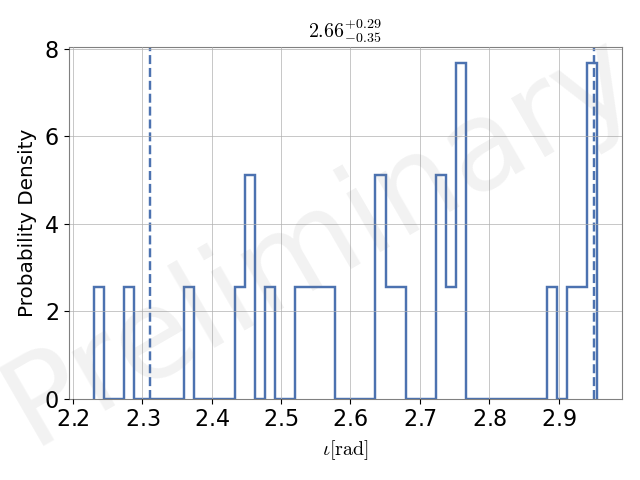 2.66^{+0.29}_{-0.35}
8
6
4
2
0
Probability Density
Preliminary
2.2 2.3 2.4 2.5 2.6 2.7 2.8 2.9
ι[rad]